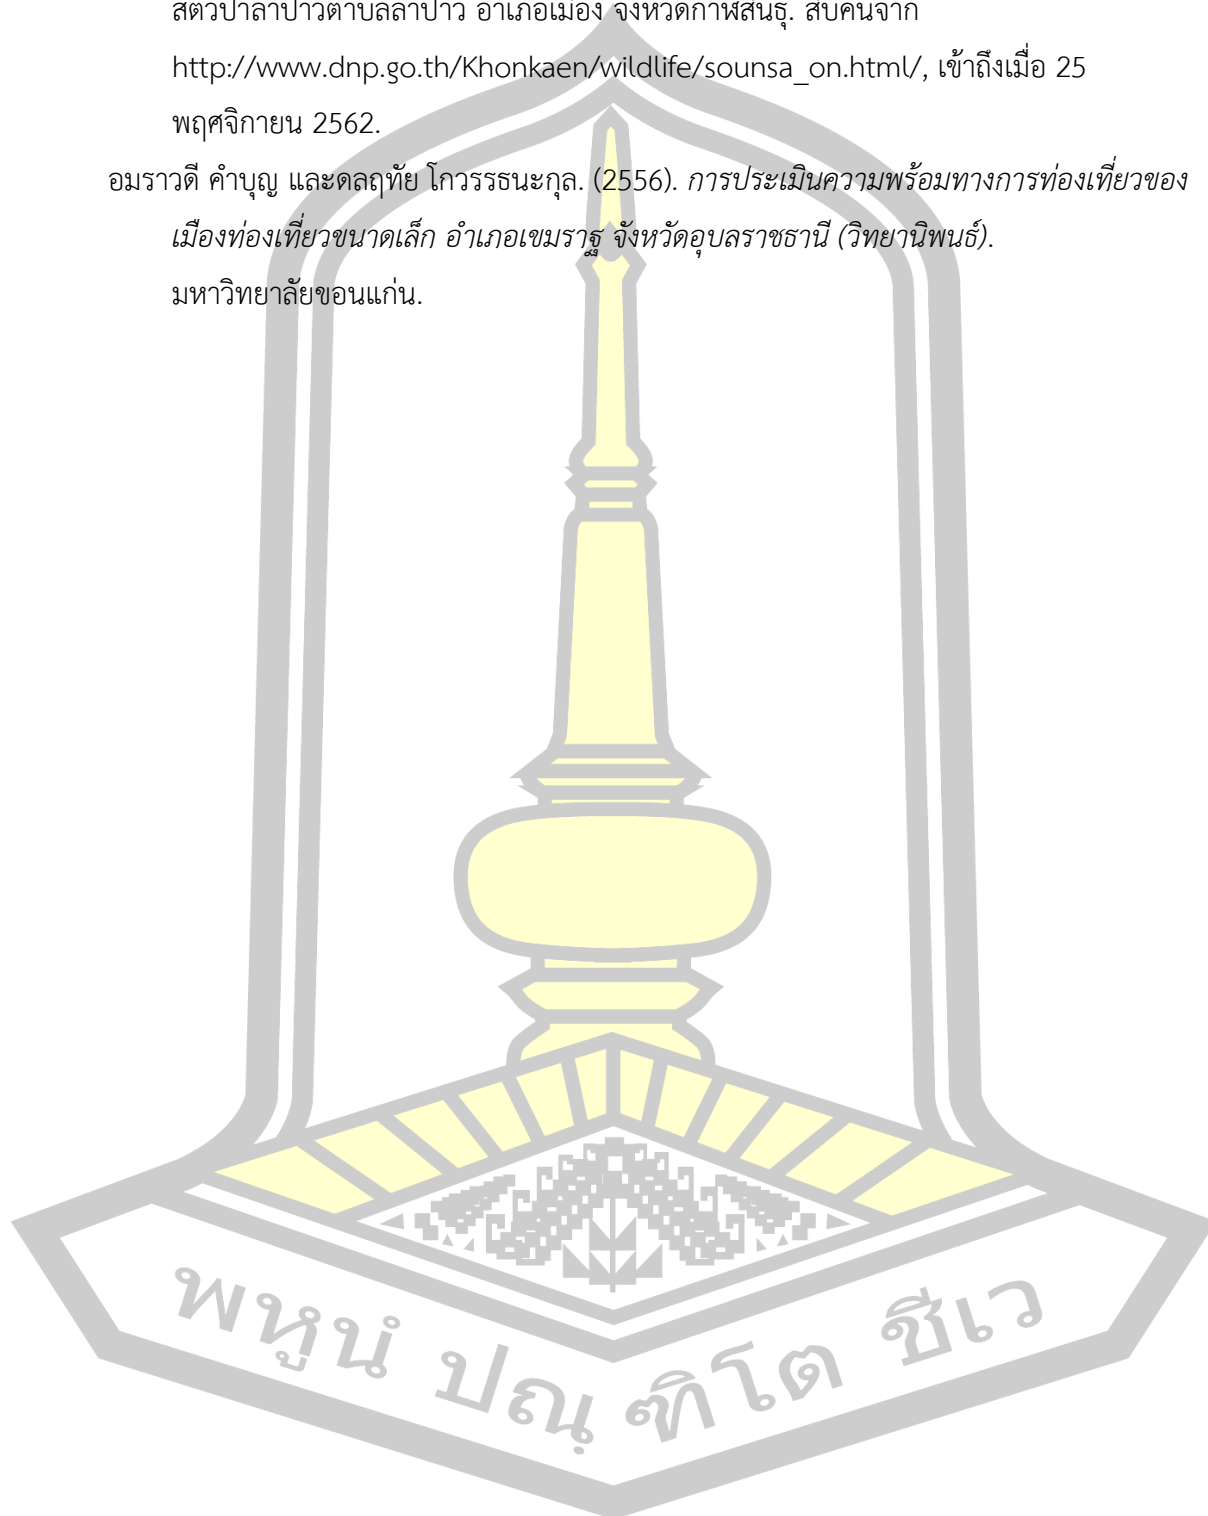 สัตว์ป่าลำปาวตำบลลำปาว อำเภอเมือง จังหวัดกาฬสินธุ์. สืบค้นจาก
http://www.dnp.go.th/Khonkaen/wildlife/sounsa_on.html/, เข้าถึงเมื่อ 25
พฤศจิกายน 2562.
อมราวดี คำบุญ และดลฤทัย โกวรรธนะกุล. (2556). การประเมินความพร้อมทางการท่องเที่ยวของ
เมืองท่องเที่ยวขนาดเล็ก อำเภอเขมราฐ จังหวัดอุบลราชธานี (วิทยานิพนธ์).
มหาวิทยาลัยขอนแก่น.
พหูนํ ปณฺฑิโต ชีเว